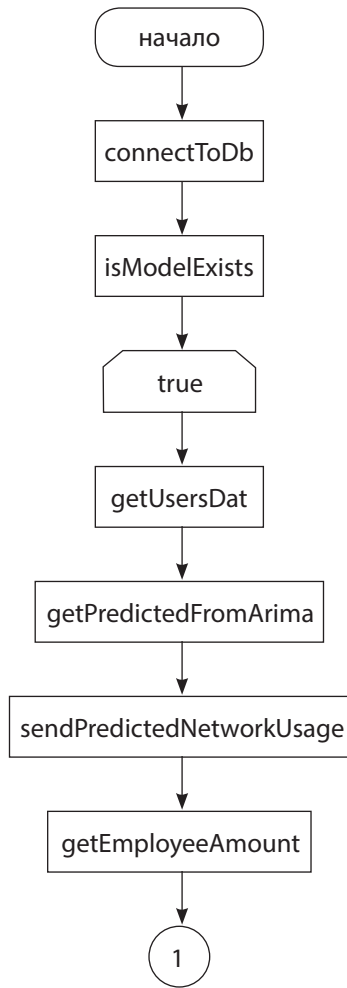 начало
connectToDb
isModelExists
true
getUsersDat
getPredictedFromArima
sendPredictedNetworkUsage
getEmployeeAmount
1